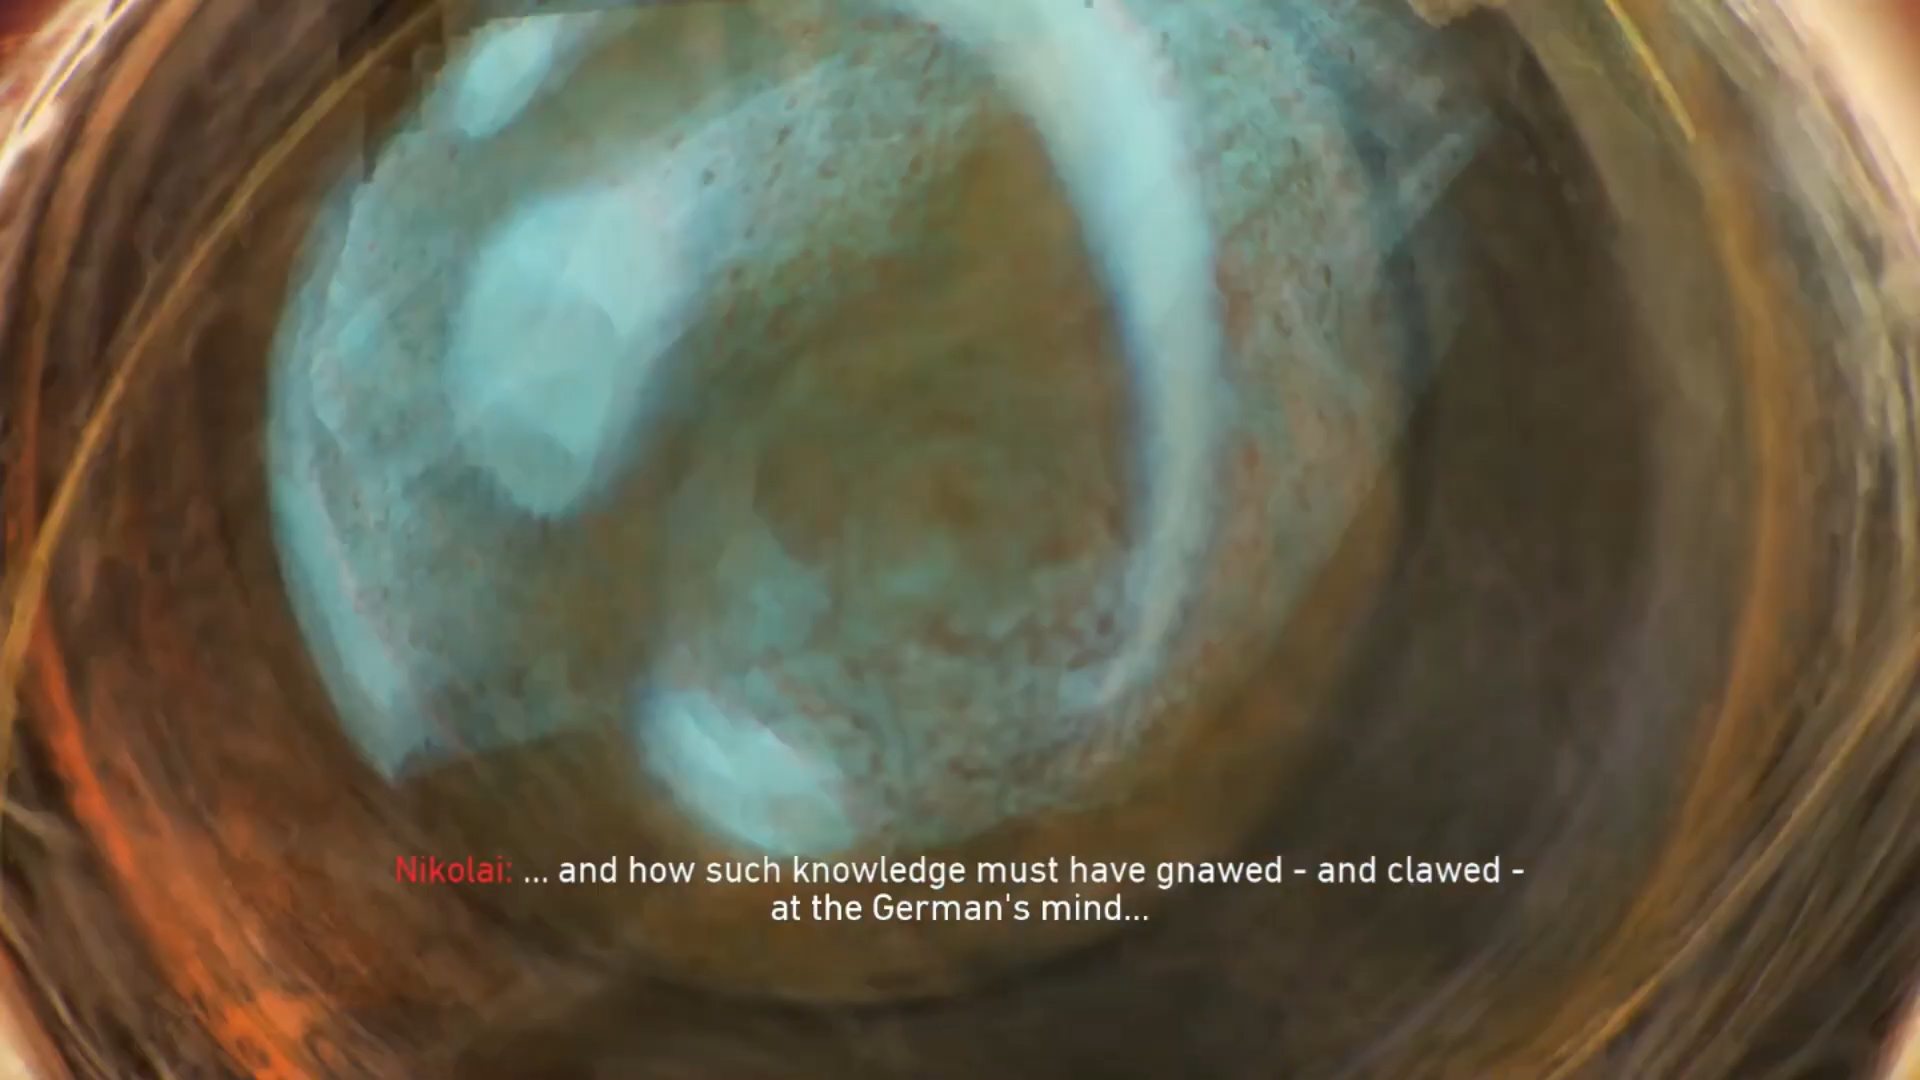 Nikolai: ... and how such knowledge must have gnawed - and clawed -
at the German's mind...